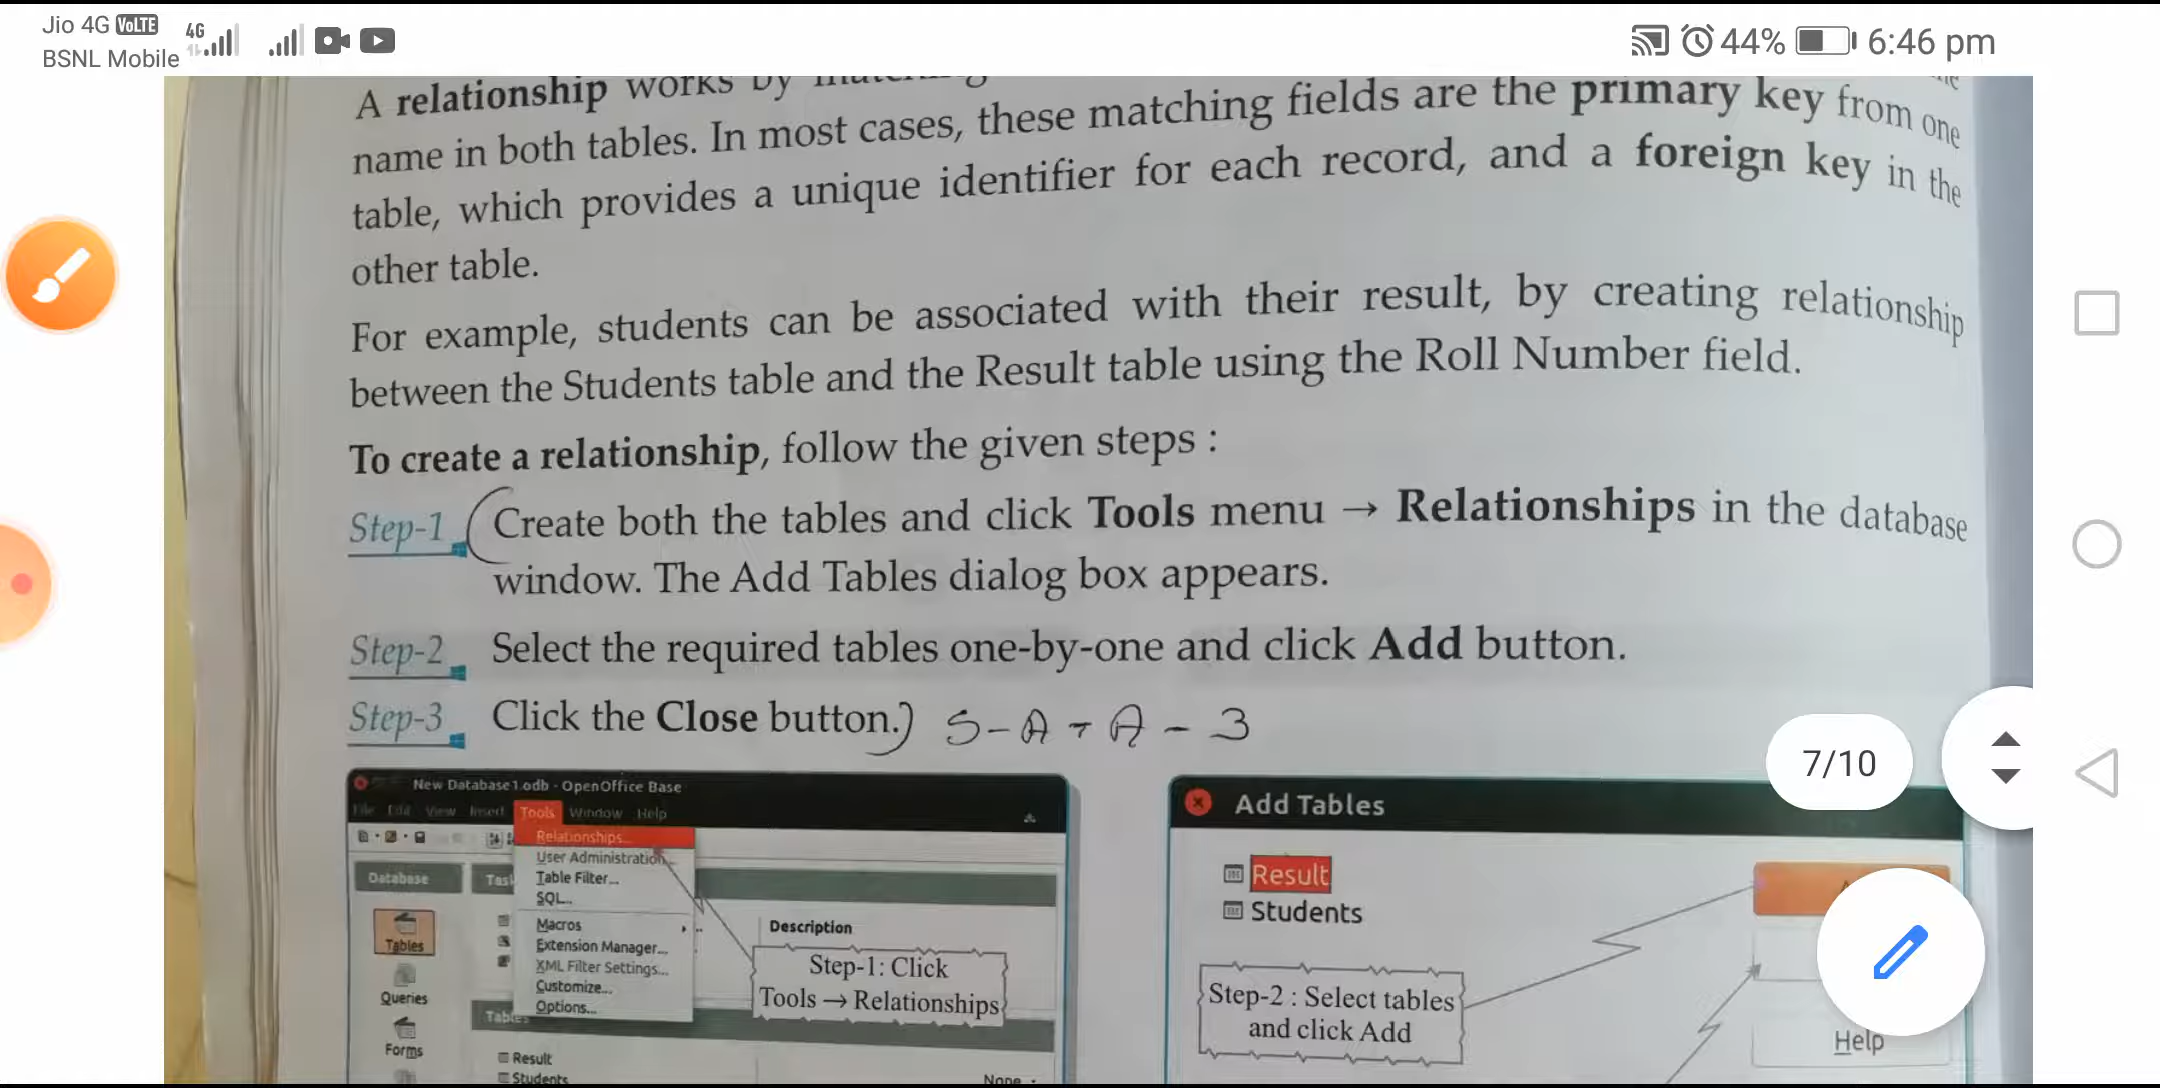 Jio 4G VoLTE
BSNL Mobile
4G
44%
6:46 pm
A relationship works by
name in both tables. In most cases, these matching fields are the primary key from one
table, which provides a unique identifier for each record, and a foreign key in the
other table.
For example, students can be associated with their result, by creating relationship
between the Students table and the Result table using the Roll Number field.
To create a relationship, follow the given steps :
Step-1 Create both the tables and click Tools menu → Relationships in the database
window. The Add Tables dialog box appears.
Step-2 Select the required tables one-by-one and click Add button.
Step-3 Click the Close button.) S-A-A-3
7/10
New Database1.odb - OpenOffice Base
File Edit View Insert Tools Window Help
Relationships...
User Administration...
Table Filter...
SQL...
Macros
Extension Manager...
XML Filter Settings...
Customize...
Options...
Database
Tables
Queries
Forms
Description
Step-1: Click
Tools → Relationships
Result
Students
None
Add Tables
Result
Students
Step-2 : Select tables
and click Add
Help